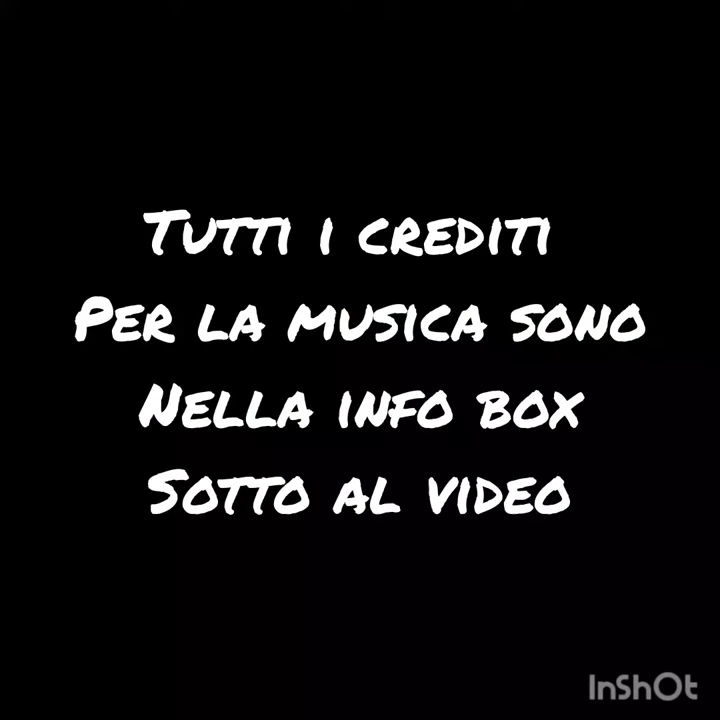 Tutti i crediti
Per la musica sono
Nella info box
Sotto al video
InShOt